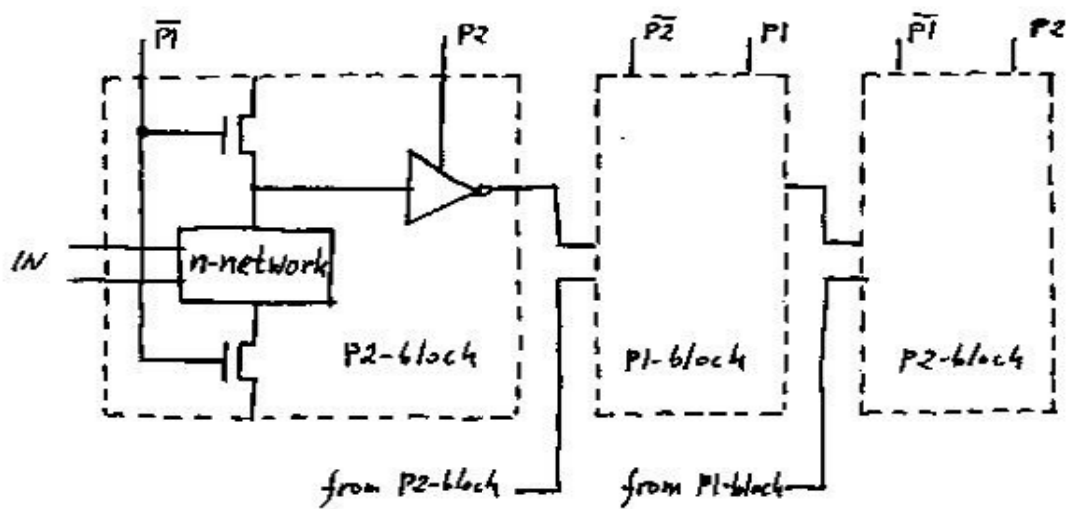 P̅1̅
P2
P̃2̃
P1
P̃1̃
P2
IN
n-network
P2-block
P1-block
P2-block
from P2-block
from P1-block